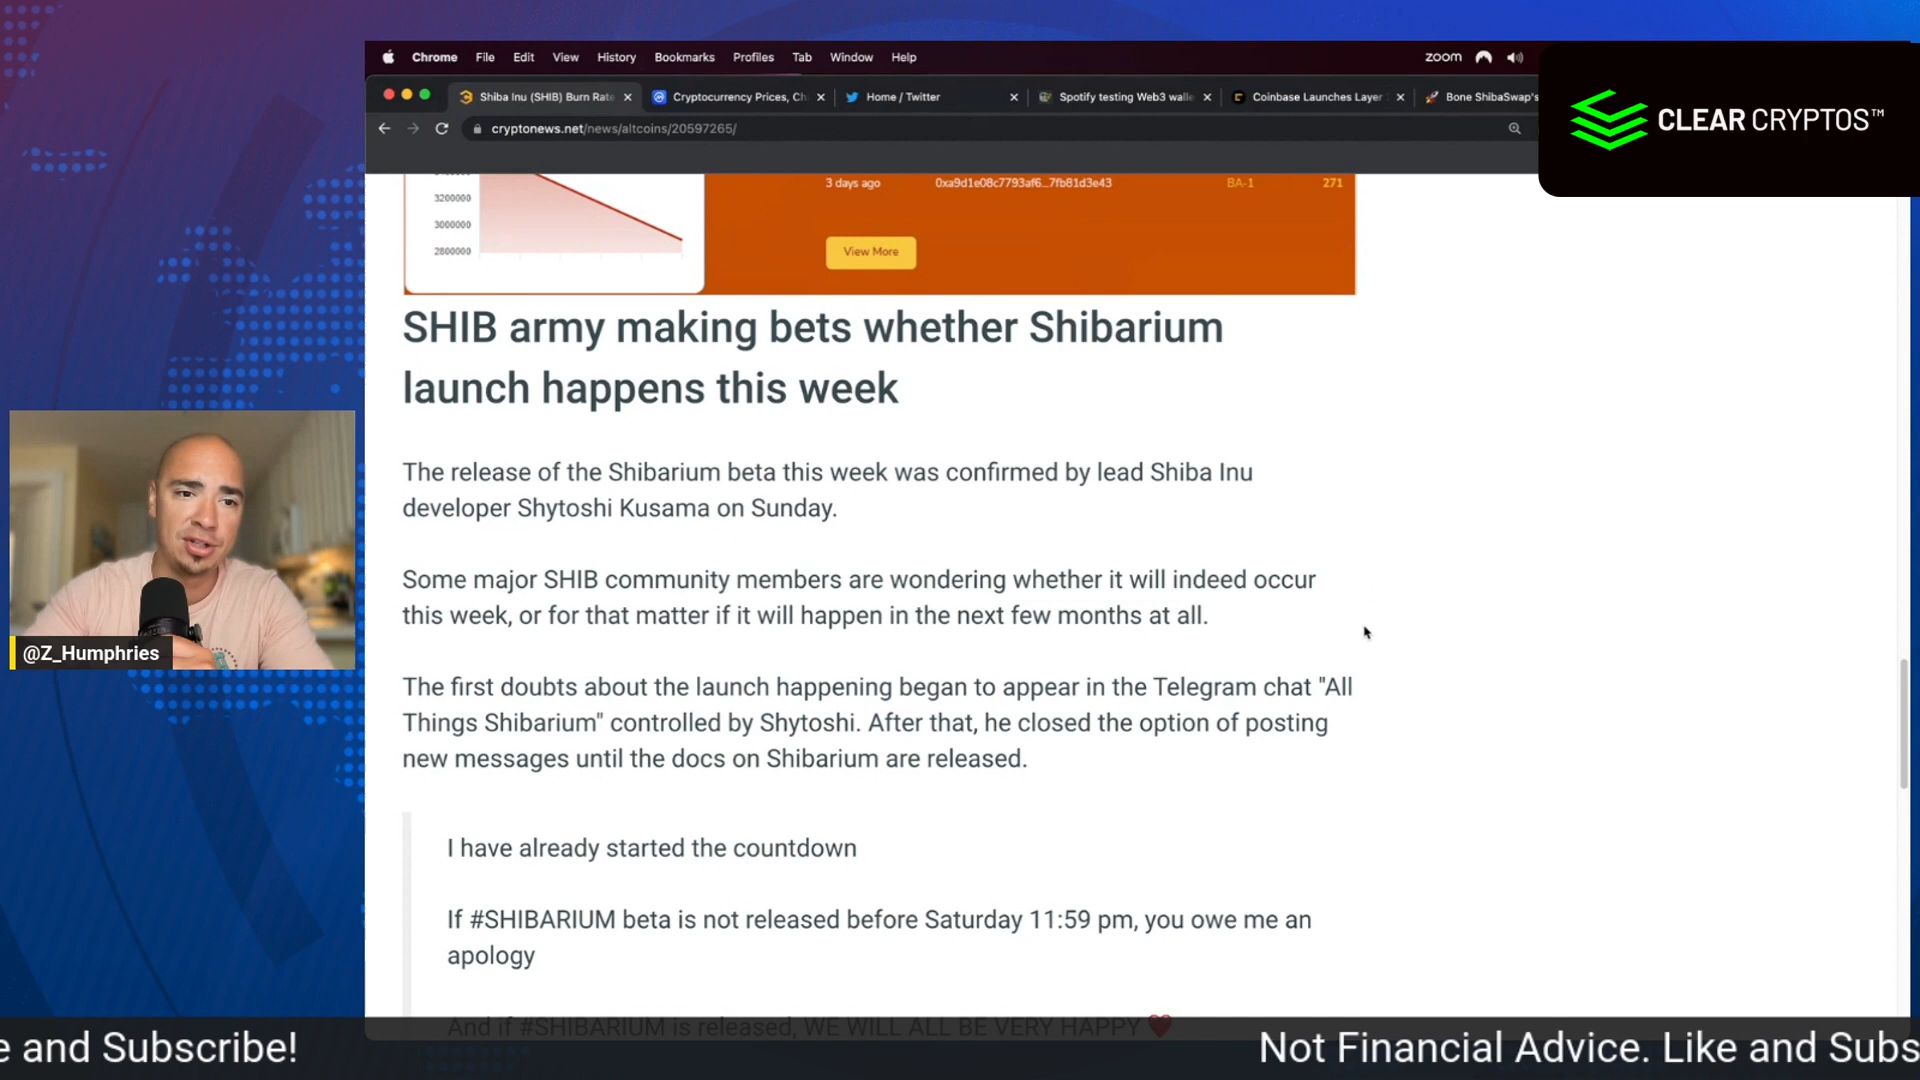 Chrome File Edit View History Bookmarks Profiles Tab Window Help
zoom
Shiba Inu (SHIB) Burn Rate
Cryptocurrency Prices, Ch
Home / Twitter
Spotify testing Web3 walle
Coinbase Launches Layer
Bone ShibaSwap's
CLEAR CRYPTOS™
cryptonews.net/news/altcoins/20597265/
3200000
3000000
2800000
3 days ago 0xa9d1e08c7793af6...7fb81d3e43 BA-1 271
View More
SHIB army making bets whether Shibarium
launch happens this week
The release of the Shibarium beta this week was confirmed by lead Shiba Inu
developer Shytoshi Kusama on Sunday.
Some major SHIB community members are wondering whether it will indeed occur
this week, or for that matter if it will happen in the next few months at all.
The first doubts about the launch happening began to appear in the Telegram chat "All
Things Shibarium" controlled by Shytoshi. After that, he closed the option of posting
new messages until the docs on Shibarium are released.
I have already started the countdown
If #SHIBARIUM beta is not released before Saturday 11:59 pm, you owe me an
apology
And if #SHIBARIUM is released, WE WILL ALL BE VERY HAPPY ❤️
@Z_Humphries
e and Subscribe!
Not Financial Advice. Like and Subs